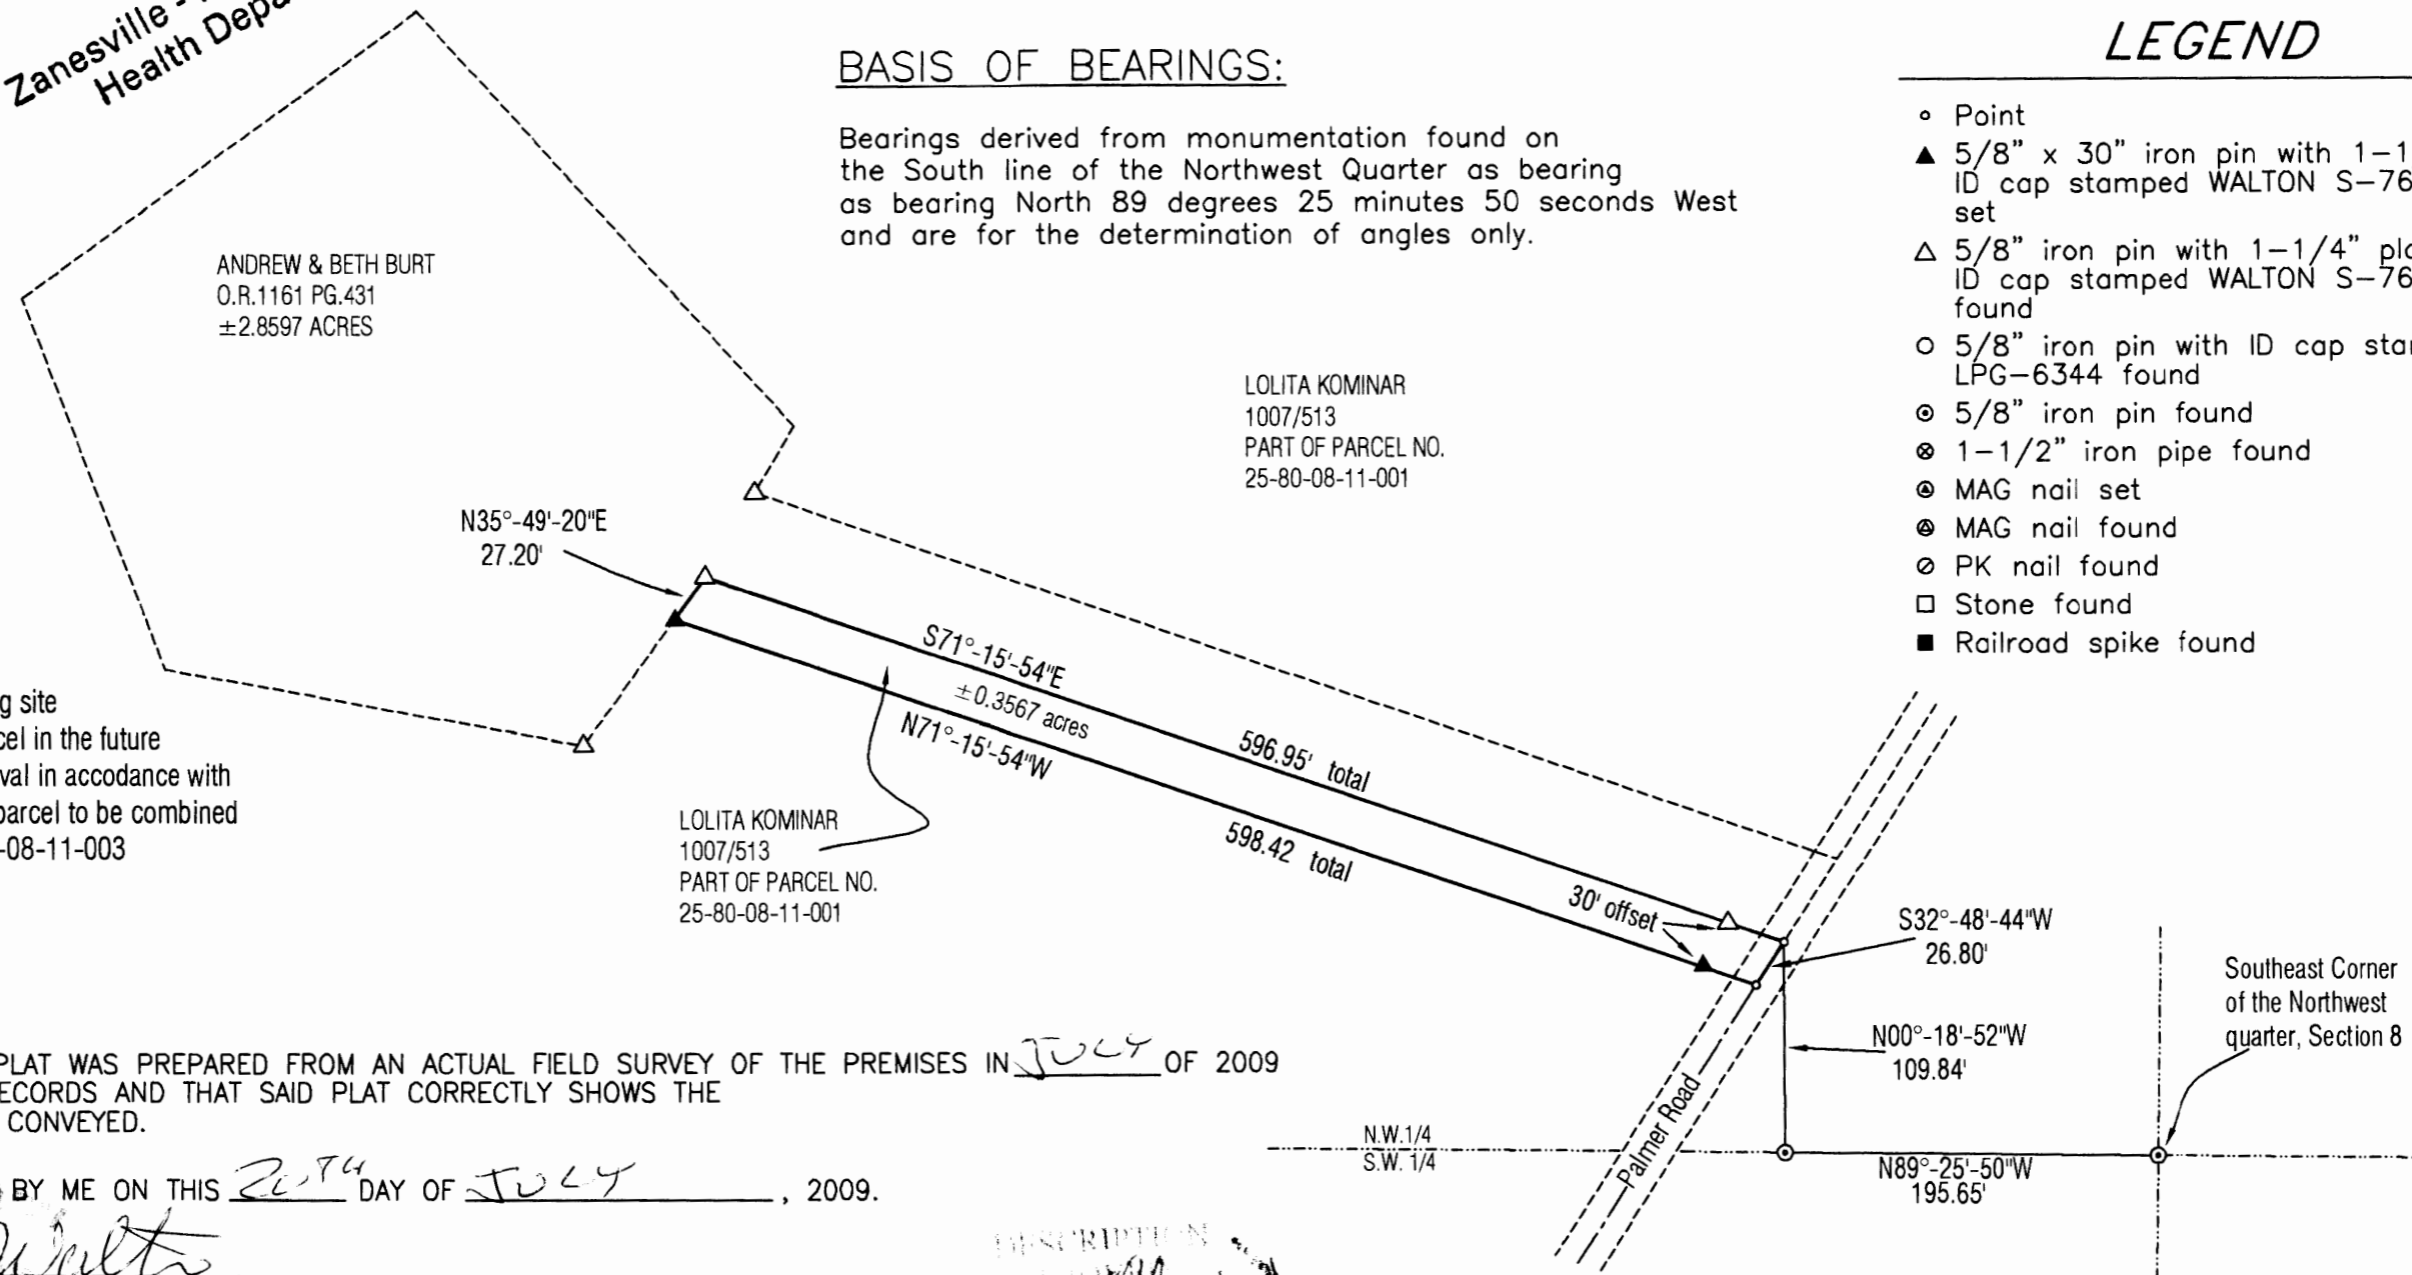 Zanesville -
Health Depa
BASIS OF BEARINGS:
Bearings derived from monumentation found on
the South line of the Northwest Quarter as bearing
as bearing North 89 degrees 25 minutes 50 seconds West
and are for the determination of angles only.
LEGEND
Point
5/8" x 30" iron pin with 1-1
ID cap stamped WALTON S-76
set
5/8" iron pin with 1-1/4" pla
ID cap stamped WALTON S-76
found
5/8" iron pin with ID cap sta
LPG-6344 found
5/8" iron pin found
1-1/2" iron pipe found
MAG nail set
MAG nail found
PK nail found
Stone found
Railroad spike found
ANDREW & BETH BURT
O.R.1161 PG.431
±2.8597 ACRES
LOLITA KOMINAR
1007/513
PART OF PARCEL NO.
25-80-08-11-001
N35°-49'-20"E
27.20'
S71°-15'-54"E
±0.3567 acres
N71°-15'-54"W
596.95' total
598.42 total
g site
cel in the future
val in accodance with
parcel to be combined
-08-11-003
LOLITA KOMINAR
1007/513
PART OF PARCEL NO.
25-80-08-11-001
30' offset
S32°-48'-44"W
26.80'
Southeast Corner
of the Northwest
quarter, Section 8
N00°-18'-52"W
109.84'
Palmer Road
N.W.1/4
S.W. 1/4
N89°-25'-50"W
195.65'
PLAT WAS PREPARED FROM AN ACTUAL FIELD SURVEY OF THE PREMISES IN JULY OF 2009
ECORDS AND THAT SAID PLAT CORRECTLY SHOWS THE
CONVEYED.
BY ME ON THIS 20TH DAY OF JULY, 2009.
Walt
DESCRIPTION